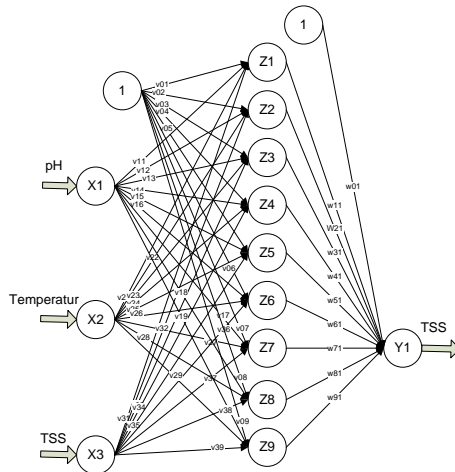 1
Z1
v01
v02
Z2
v03
v04
v05
pH
v11
v12
v13
Z3
X1
v14
v15
v16
w01
Z4
w11
W21
w31
w41
v22
Z5
v06
v23
v26
v18
v19
Z6
w51
w61
Temperatur
X2
v17
v36
v07
v32
v28
Z7
w71
TSS
Y1
v29
v37
v08
Z8
w81
w91
v34
v31
v35
v38
v09
TSS
X3
v39
Z9
1